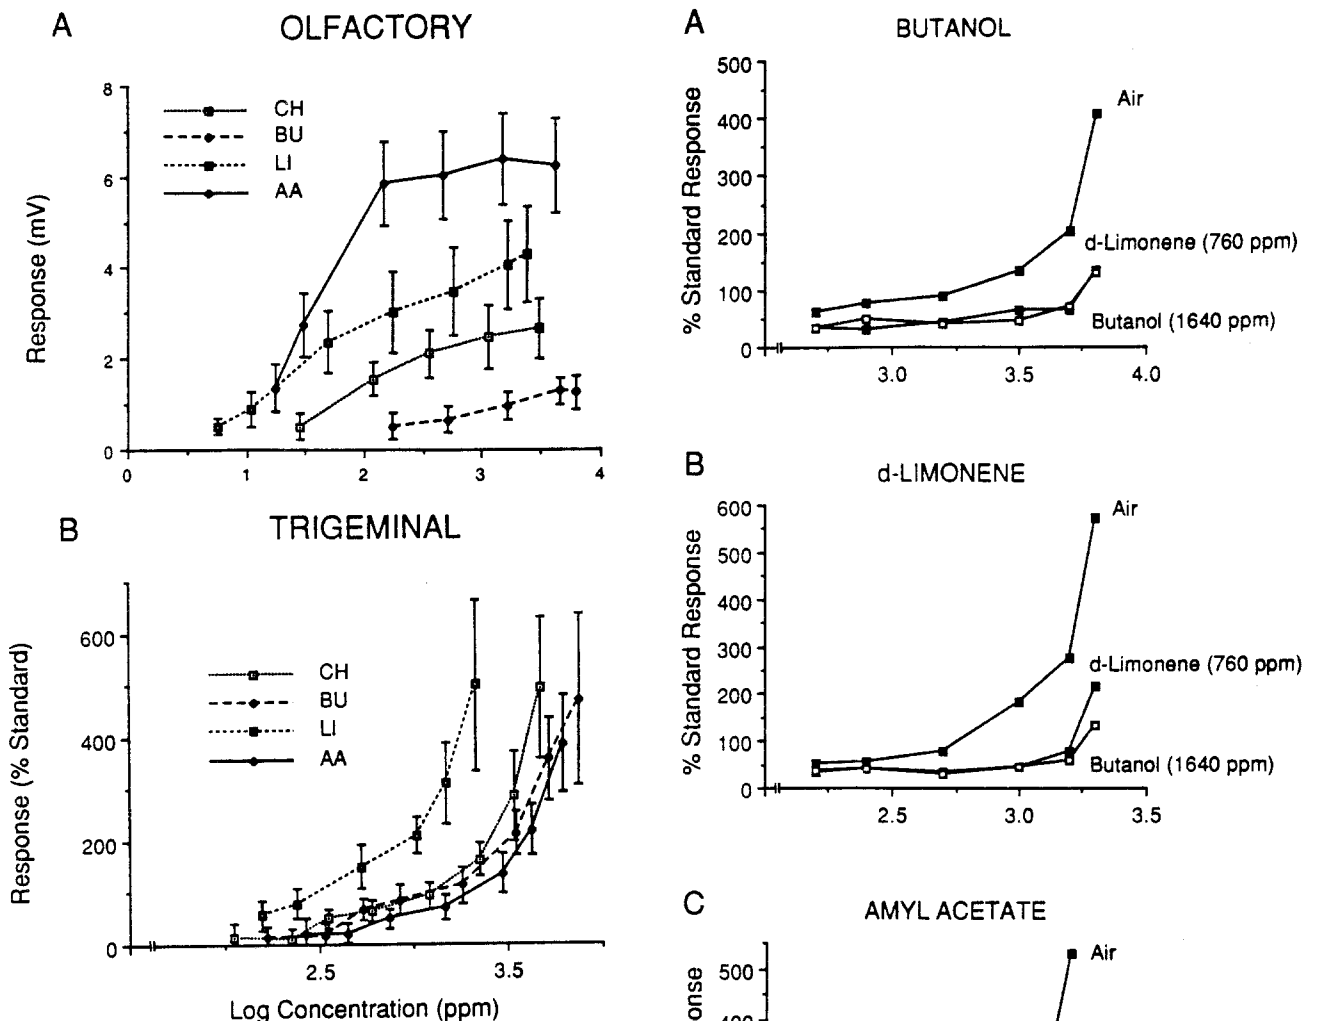 A
OLFACTORY
8
6
4
2
0
Response (mV)
CH
BU
LI
AA
0 1 2 3 4
B
TRIGEMINAL
600
400
200
0
Response (% Standard)
CH
BU
LI
AA
2.5 3.5
Log Concentration (ppm)
A
BUTANOL
500
400
300
200
100
0
% Standard Response
Air
d-Limonene (760 ppm)
Butanol (1640 ppm)
3.0 3.5 4.0
B
d-LIMONENE
600
500
400
300
200
100
0
% Standard Response
Air
d-Limonene (760 ppm)
Butanol (1640 ppm)
2.5 3.0 3.5
C
AMYL ACETATE
500
400
onse
Air